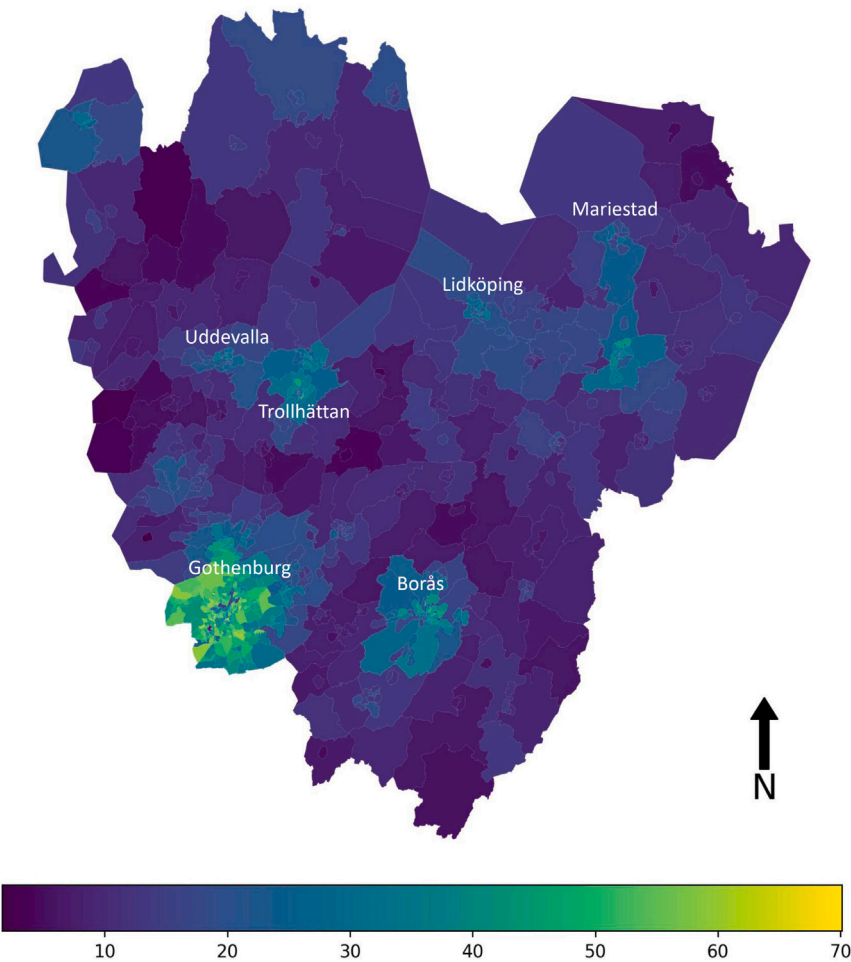 Mariestad
Lidköping
Uddevalla
Trollhättan
Gothenburg
Borås
N
10 20 30 40 50 60 70